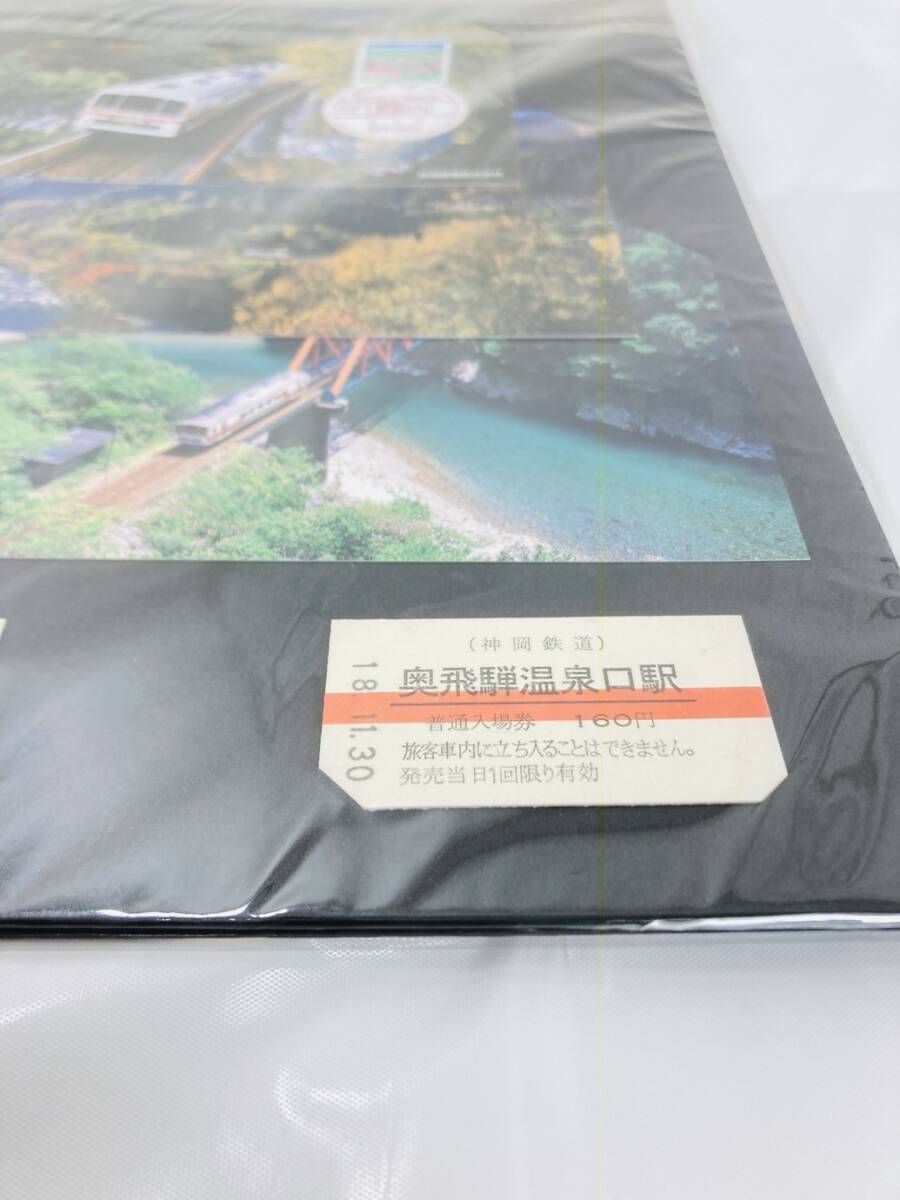 (神岡鉄道)
奥飛騨温泉口駅
普通入場券 160円
旅客車内に立ち入ることはできません。
発売当日1回限り有効
18.11.30